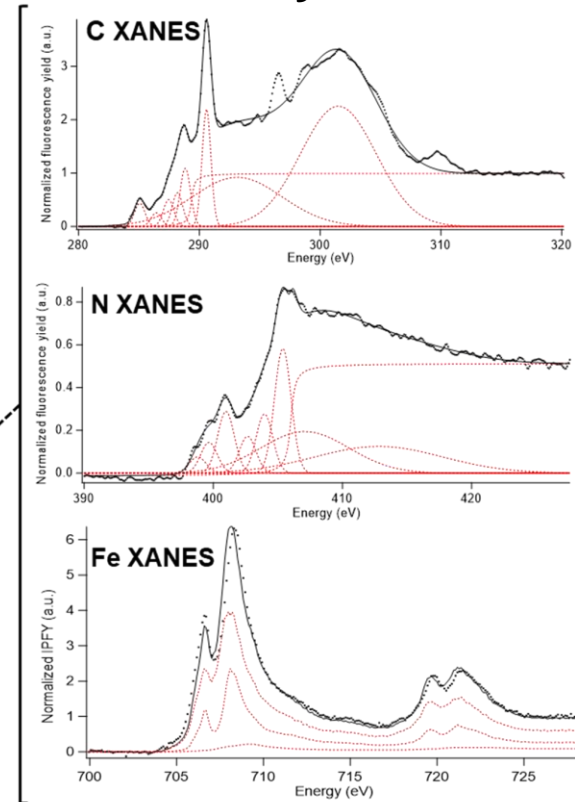 C XANES
Normalized fluorescence yield (a.u.)
3
2
1
0
280 290 300 310 320
Energy (eV)
N XANES
Normalized fluorescence yield (a.u.)
0.8
0.6
0.4
0.2
0.0
390 400 410 420
Energy (eV)
Fe XANES
Normalized IPFY (a.u.)
6
5
4
3
2
1
0
700 705 710 715 720 725
Energy (eV)